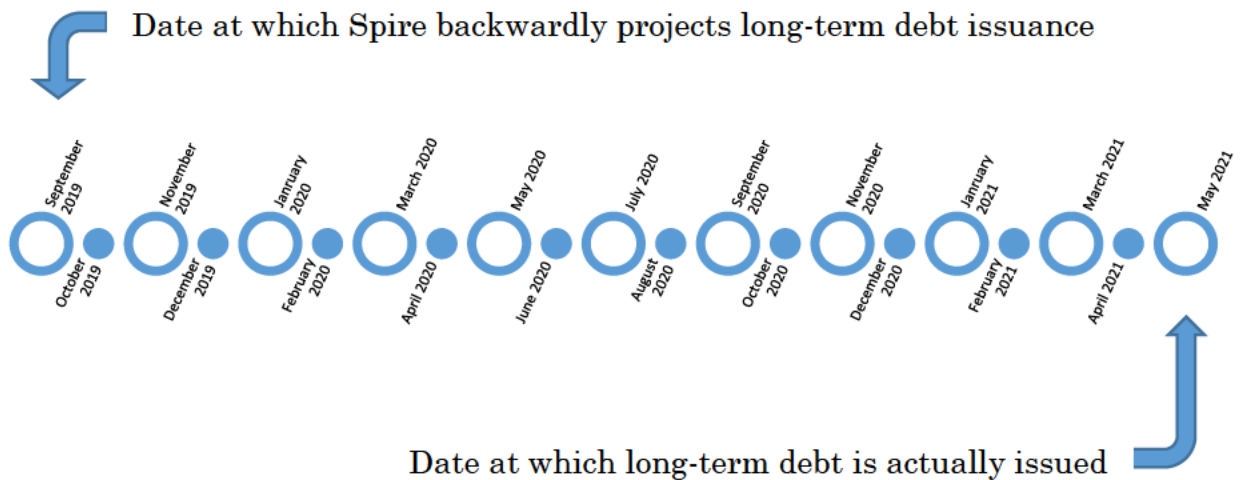 Date at which Spire backwardly projects long-term debt issuance
September
2019
October
2019
November
2019
December
2019
Janruary
2020
February
2020
March 2020
April 2020
May 2020
June 2020
July 2020
August
2020
September
2020
October
2020
November
2020
December
2020
Janruary
2021
February
2021
March 2021
April 2021
May 2021
Date at which long-term debt is actually issued